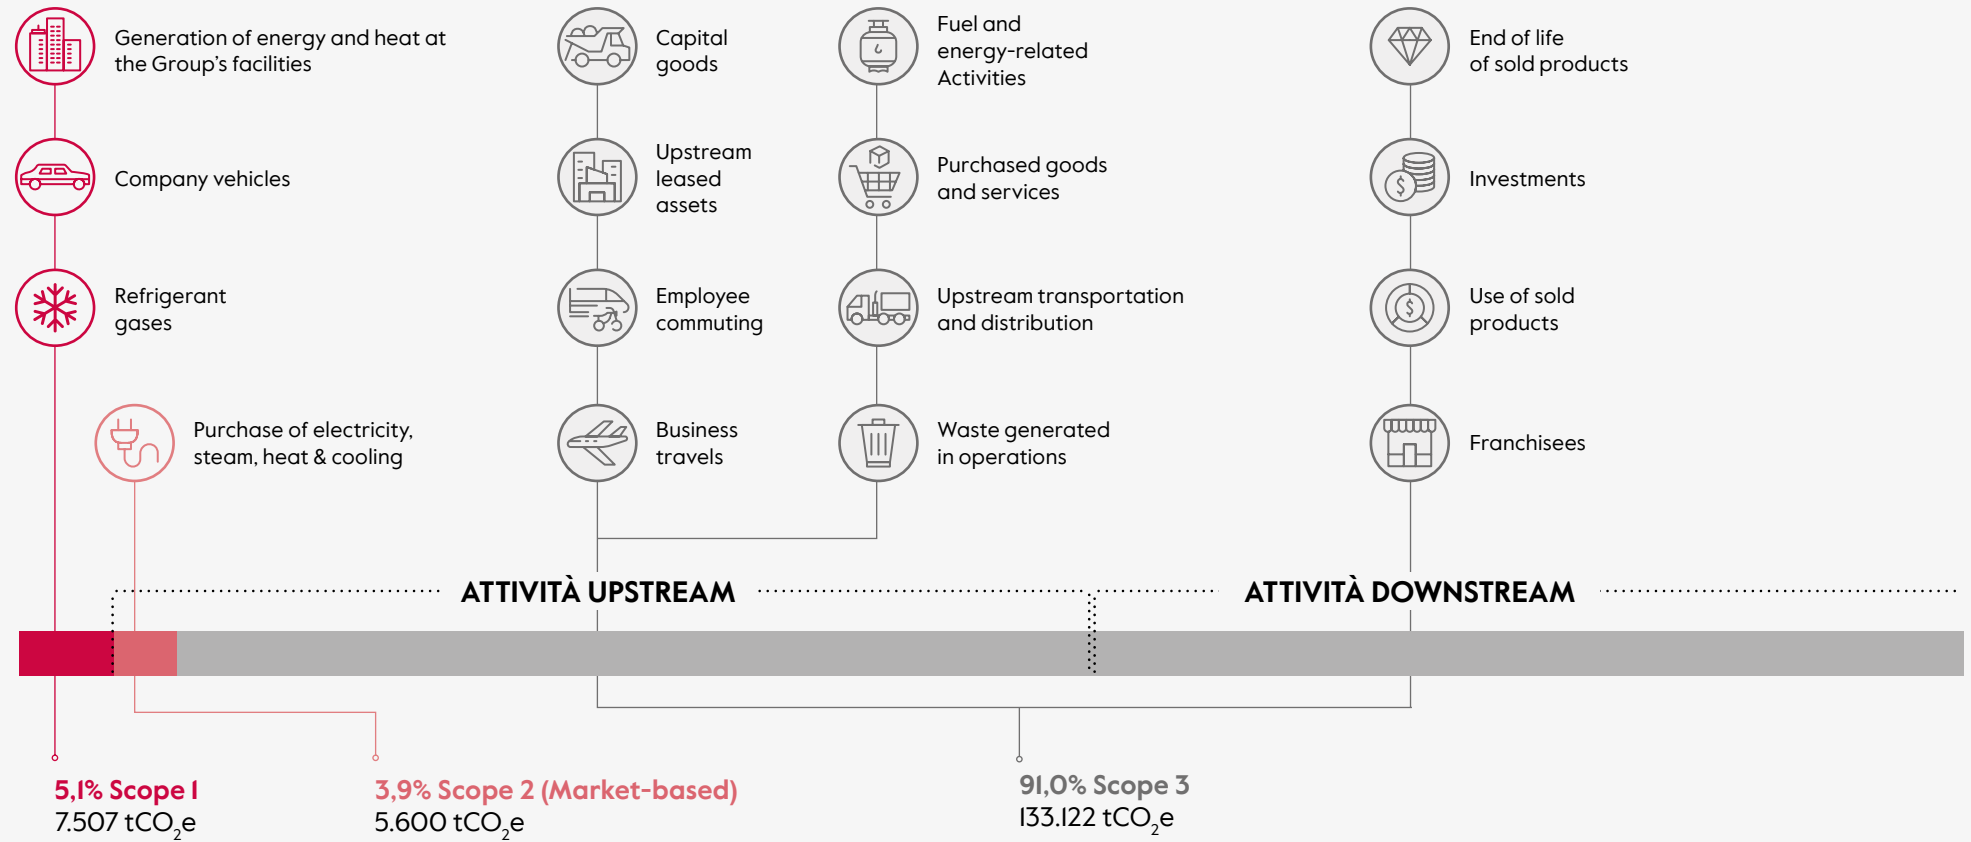 Generation of energy and heat at
the Group's facilities
Company vehicles
Refrigerant
gases
Purchase of electricity,
steam, heat & cooling
Capital
goods
Upstream
leased
assets
Employee
commuting
Business
travels
Fuel and
energy-related
Activities
Purchased goods
and services
Upstream transportation
and distribution
Waste generated
in operations
End of life
of sold products
Investments
Use of sold
products
Franchisees
ATTIVITÀ UPSTREAM
ATTIVITÀ DOWNSTREAM
5,1% Scope 1
7.507 tCO₂e
3,9% Scope 2 (Market-based)
5.600 tCO₂e
91,0% Scope 3
133.122 tCO₂e